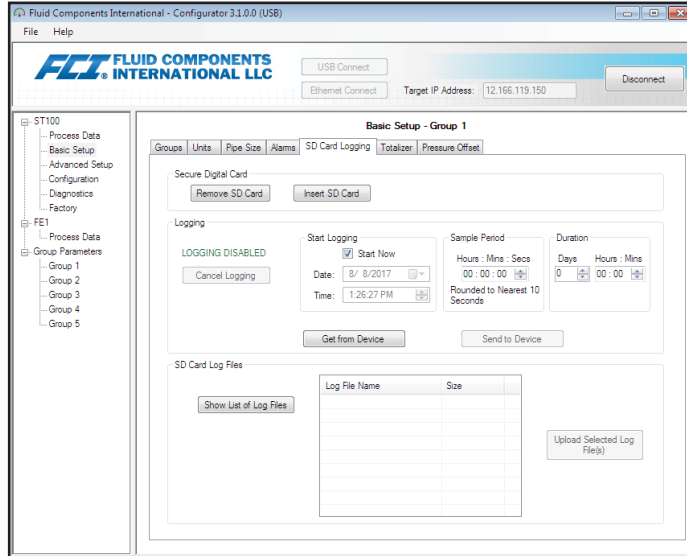 Fluid Components International - Configurator 3.1.0.0 (USB)
File Help
FCI FLUID COMPONENTS
® INTERNATIONAL LLC
USB Connect
Ethernet Connect
Target IP Address: 12.166.119.150
Disconnect
ST100
Process Data
Basic Setup
Advanced Setup
Configuration
Diagnostics
Factory
FE1
Process Data
Group Parameters
Group 1
Group 2
Group 3
Group 4
Group 5
Basic Setup - Group 1
Groups Units Pipe Size Alarms SD Card Logging Totalizer Pressure Offset
Secure Digital Card
Remove SD Card Insert SD Card
Logging
LOGGING DISABLED
Cancel Logging
Start Logging
Start Now
Date: 8/ 8/2017
Time: 1:26:27 PM
Sample Period
Hours : Mins : Secs
00 : 00 : 00
Rounded to Nearest 10
Seconds
Duration
Days Hours : Mins
0 00 : 00
Get from Device Send to Device
SD Card Log Files
Show List of Log Files
Log File Name Size
Upload Selected Log
File(s)